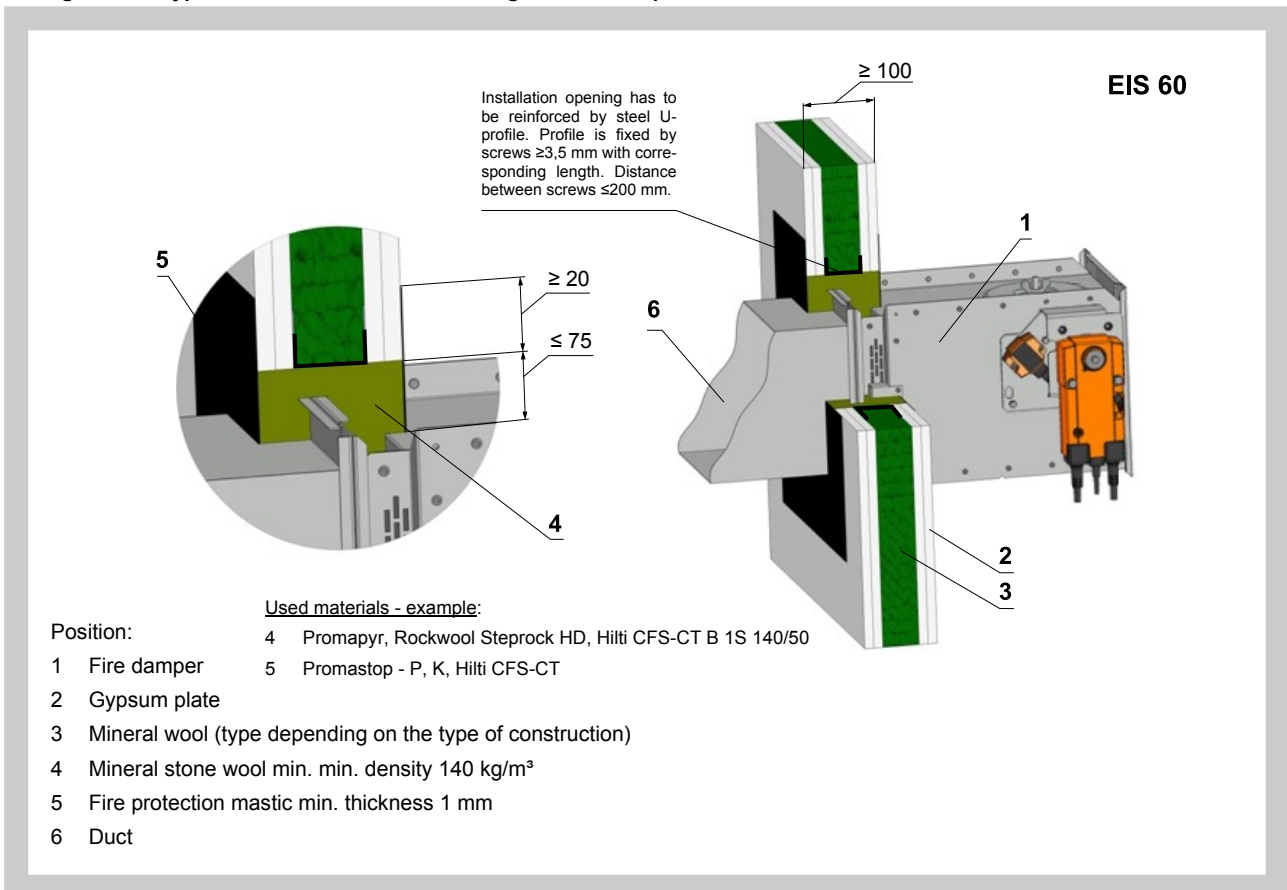 ≥ 100
EIS 60
Installation opening has to
be reinforced by steel U-
profile. Profile is fixed by
screws ≥3,5 mm with corre-
sponding length. Distance
between screws ≤200 mm.
1
5
≥ 20
≤ 75
6
4
2
3
Used materials - example:
4 Promapyr, Rockwool Steprock HD, Hilti CFS-CT B 1S 140/50
5 Promastop - P, K, Hilti CFS-CT
Position:
1 Fire damper
2 Gypsum plate
3 Mineral wool (type depending on the type of construction)
4 Mineral stone wool min. min. density 140 kg/m³
5 Fire protection mastic min. thickness 1 mm
6 Duct